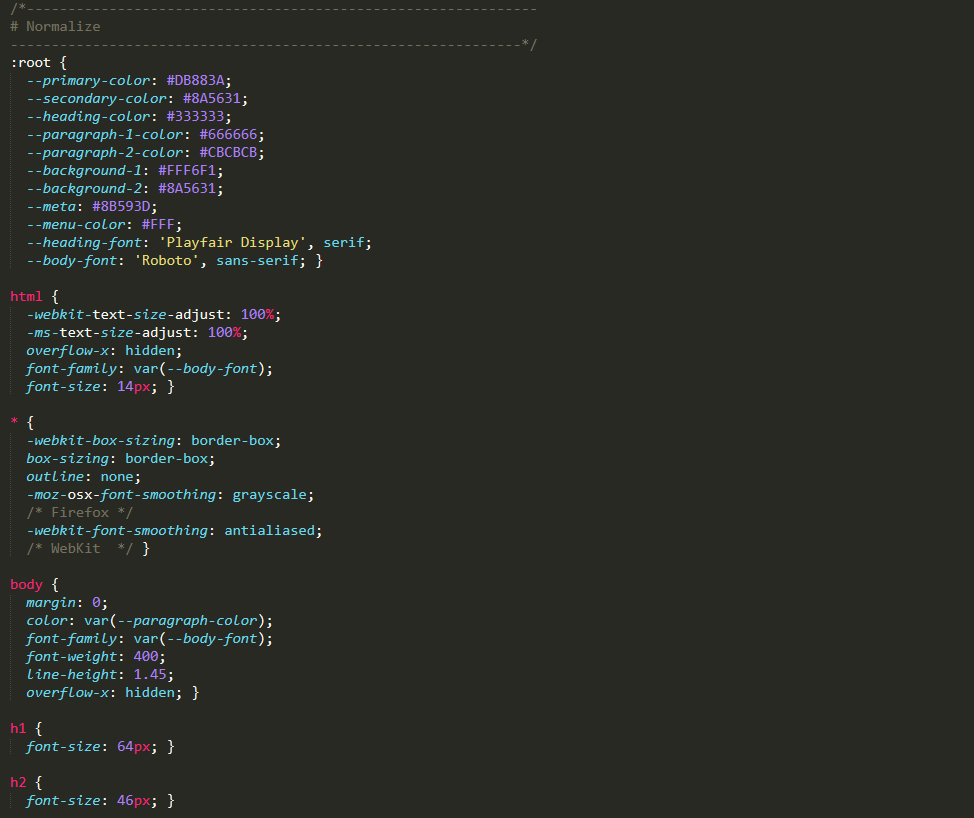 /*--------------------------------------------------------------
# Normalize
--------------------------------------------------------------*/
:root {
  --primary-color: #DB883A;
  --secondary-color: #8A5631;
  --heading-color: #333333;
  --paragraph-1-color: #666666;
  --paragraph-2-color: #CBCBCB;
  --background-1: #FFF6F1;
  --background-2: #8A5631;
  --meta: #8B593D;
  --menu-color: #FFF;
  --heading-font: 'Playfair Display', serif;
  --body-font: 'Roboto', sans-serif; }

html {
  -webkit-text-size-adjust: 100%;
  -ms-text-size-adjust: 100%;
  overflow-x: hidden;
  font-family: var(--body-font);
  font-size: 14px; }

* {
  -webkit-box-sizing: border-box;
  box-sizing: border-box;
  outline: none;
  -moz-osx-font-smoothing: grayscale;
  /* Firefox */
  -webkit-font-smoothing: antialiased;
  /* WebKit  */ }

body {
  margin: 0;
  color: var(--paragraph-color);
  font-family: var(--body-font);
  font-weight: 400;
  line-height: 1.45;
  overflow-x: hidden; }

h1 {
  font-size: 64px; }

h2 {
  font-size: 46px; }